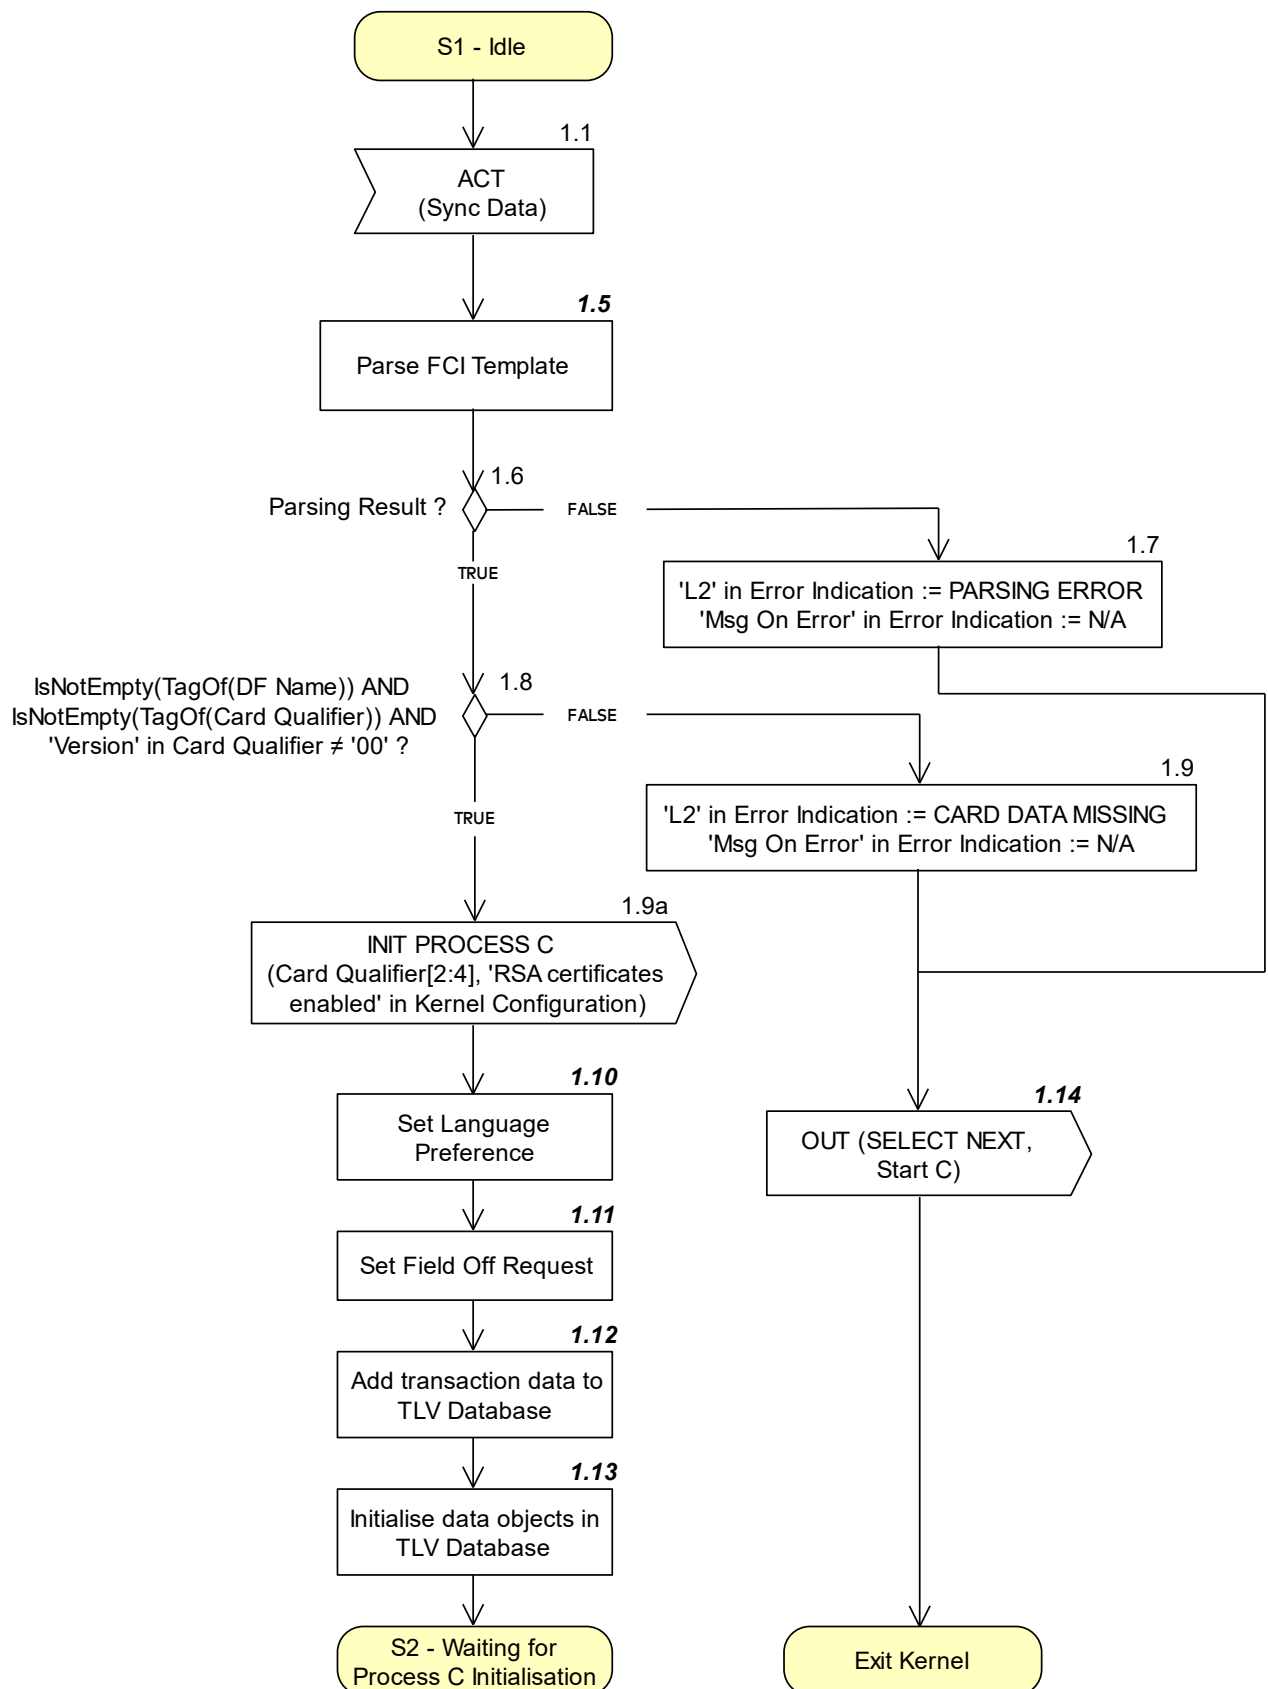 S1 - Idle
1.1
ACT
(Sync Data)
1.5
Parse FCI Template
1.6
Parsing Result ?
FALSE
TRUE
1.7
'L2' in Error Indication := PARSING ERROR
'Msg On Error' in Error Indication := N/A
1.8
IsNotEmpty(TagOf(DF Name)) AND
IsNotEmpty(TagOf(Card Qualifier)) AND
'Version' in Card Qualifier ≠ '00' ?
FALSE
TRUE
1.9
'L2' in Error Indication := CARD DATA MISSING
'Msg On Error' in Error Indication := N/A
1.9a
INIT PROCESS C
(Card Qualifier[2:4], 'RSA certificates
enabled' in Kernel Configuration)
1.10
Set Language
Preference
1.14
OUT (SELECT NEXT,
Start C)
1.11
Set Field Off Request
1.12
Add transaction data to
TLV Database
1.13
Initialise data objects in
TLV Database
S2 - Waiting for
Process C Initialisation
Exit Kernel